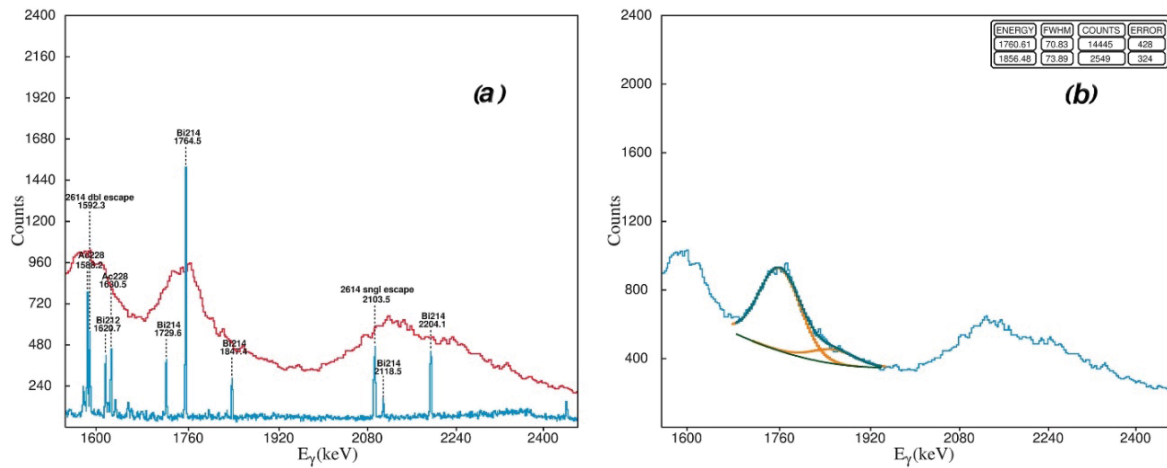 2400
2160
1920
1680
1440
1200
960
720
480
240
Counts
(a)
Bi214
1764.5
2614 dbl escape
1592.3
Ac228
1588.2
Ac228
1630.5
Bi212
1620.7
Bi214
1729.6
Bi214
1847.4
2614 sngl escape
2103.5
Bi214
2118.5
Bi214
2204.1
1600 1760 1920 2080 2240 2400
Eγ(keV)
2400
2000
1600
1200
800
400
Counts
(b)
ENERGY FWHM COUNTS ERROR
1760.61 70.83 14445 428
1856.48 73.89 2549 324
1600 1760 1920 2080 2240 2400
Eγ(keV)